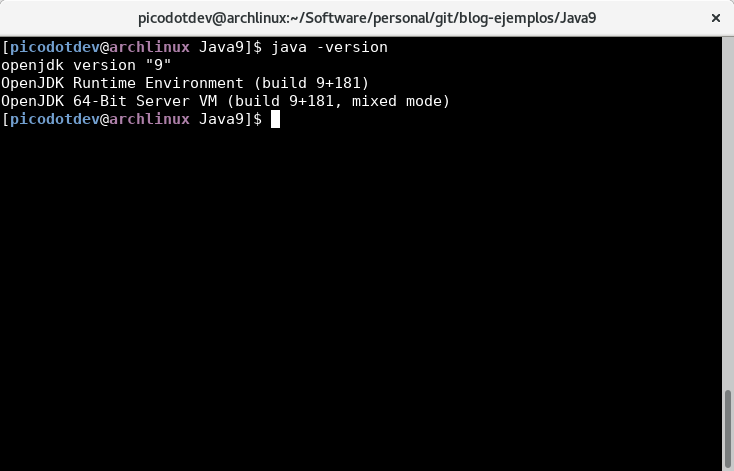 picodotdev@archlinux:~/Software/personal/git/blog-ejemplos/Java9
[picodotdev@archlinux Java9]$ java -version
openjdk version "9"
OpenJDK Runtime Environment (build 9+181)
OpenJDK 64-Bit Server VM (build 9+181, mixed mode)
[picodotdev@archlinux Java9]$